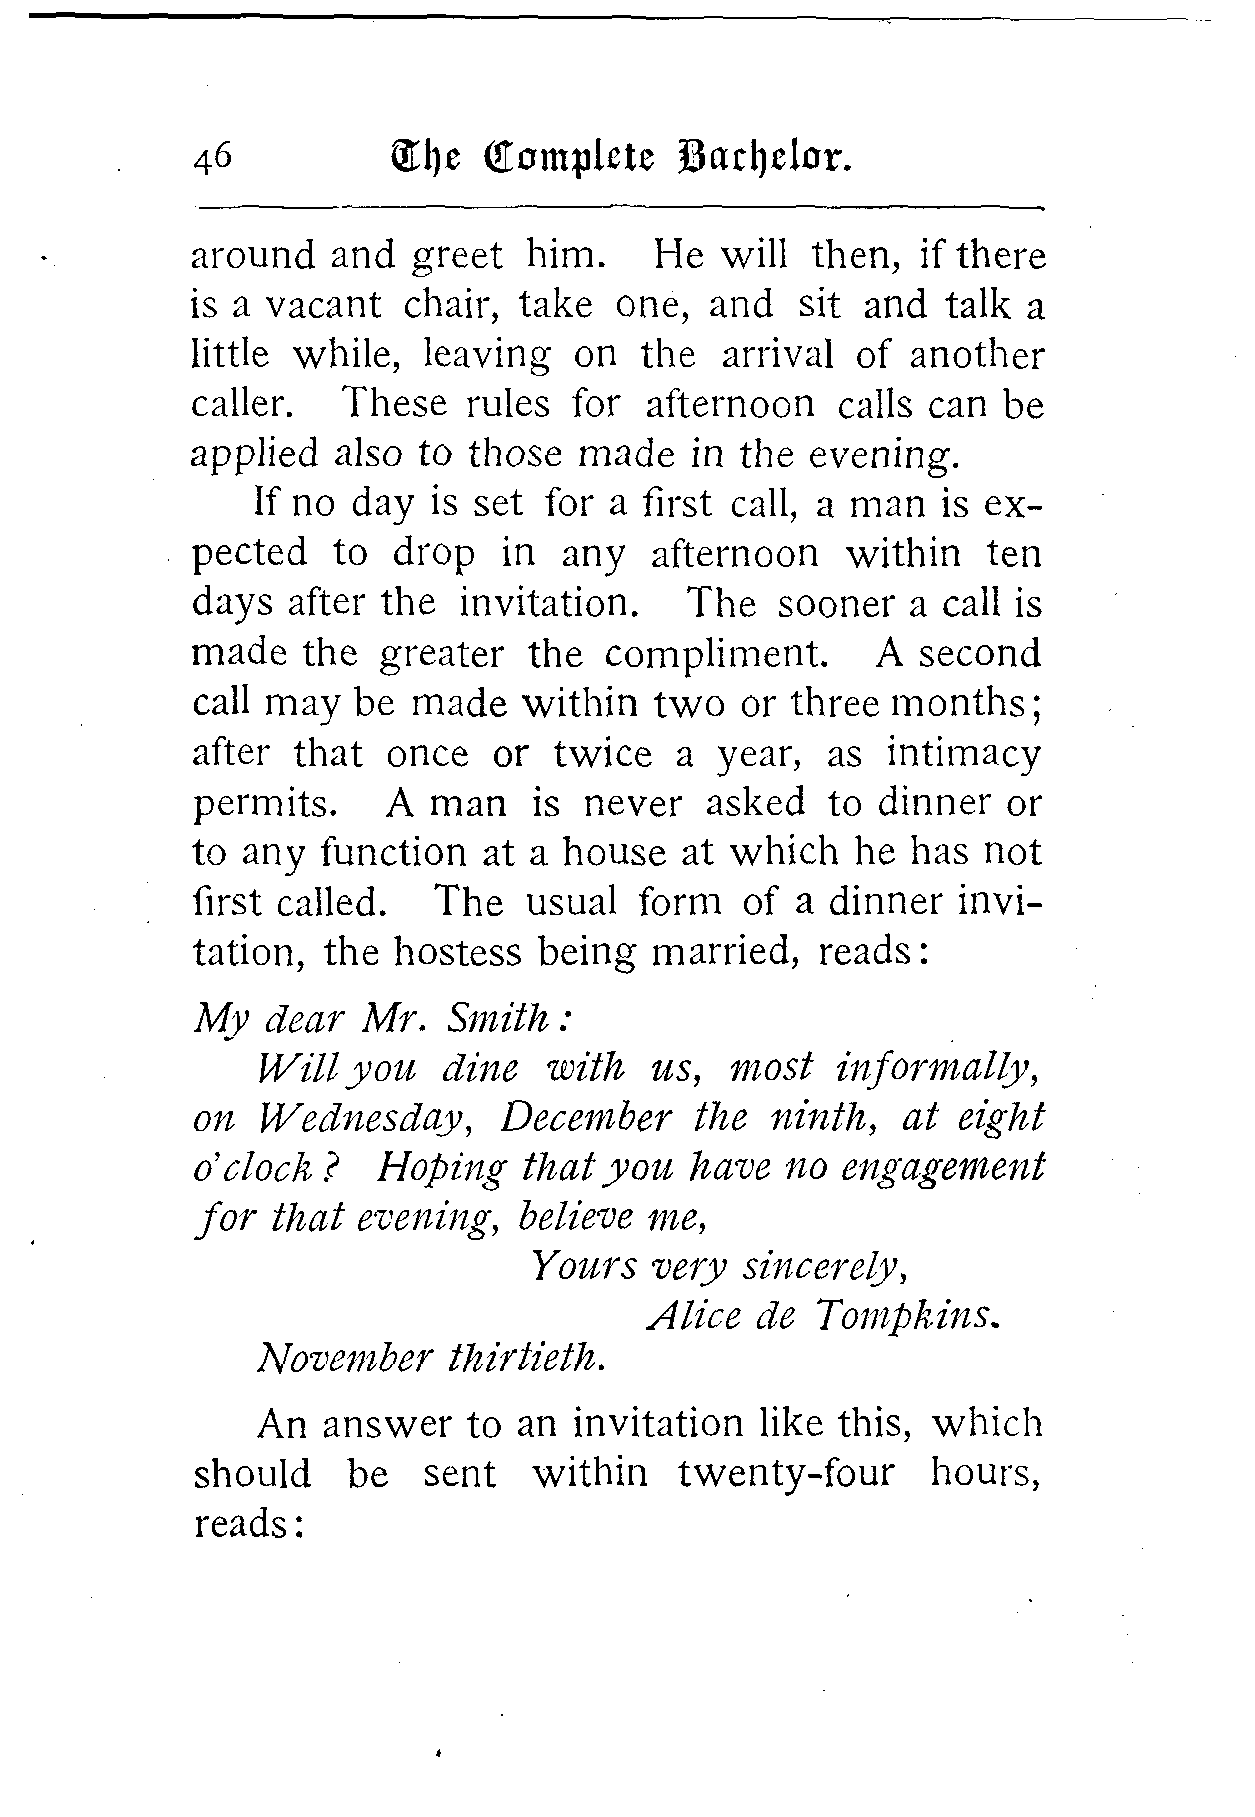 46 The Complete Bachelor.
around and greet him. He will then, if there
is a vacant chair, take one, and sit and talk a
little while, leaving on the arrival of another
caller. These rules for afternoon calls can be
applied also to those made in the evening.
If no day is set for a first call, a man is ex-
pected to drop in any afternoon within ten
days after the invitation. The sooner a call is
made the greater the compliment. A second
call may be made within two or three months;
after that once or twice a year, as intimacy
permits. A man is never asked to dinner or
to any function at a house at which he has not
first called. The usual form of a dinner invi-
tation, the hostess being married, reads:
My dear Mr. Smith:
Will you dine with us, most informally,
on Wednesday, December the ninth, at eight
o'clock? Hoping that you have no engagement
for that evening, believe me,
Yours very sincerely,
Alice de Tompkins.
November thirtieth.
An answer to an invitation like this, which
should be sent within twenty-four hours,
reads: